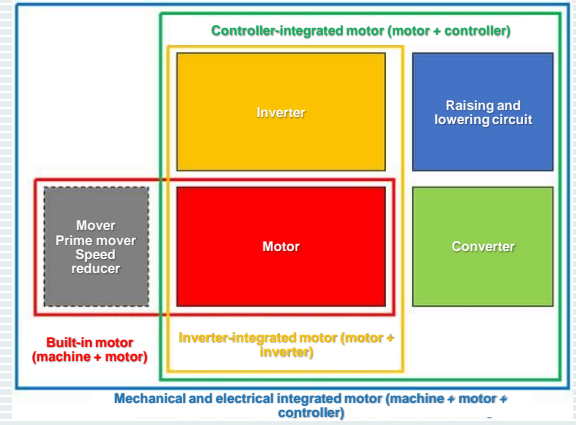 Controller-integrated motor (motor + controller)
Inverter
Raising and
lowering circuit
Mover
Prime mover
Speed
reducer
Motor
Converter
Built-in motor
(machine + motor)
Inverter-integrated motor (motor +
inverter)
Mechanical and electrical integrated motor (machine + motor +
controller)